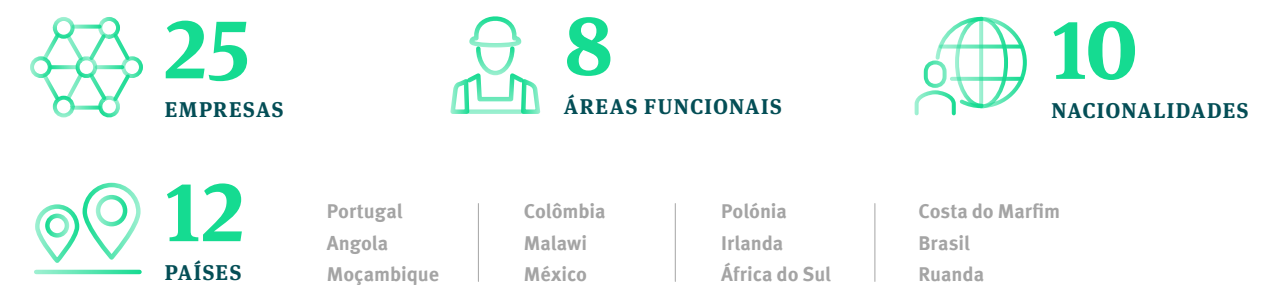 25
EMPRESAS
8
ÁREAS FUNCIONAIS
10
NACIONALIDADES
12
PAÍSES
Portugal
Angola
Moçambique
Colômbia
Malawi
México
Polónia
Irlanda
África do Sul
Costa do Marfim
Brasil
Ruanda